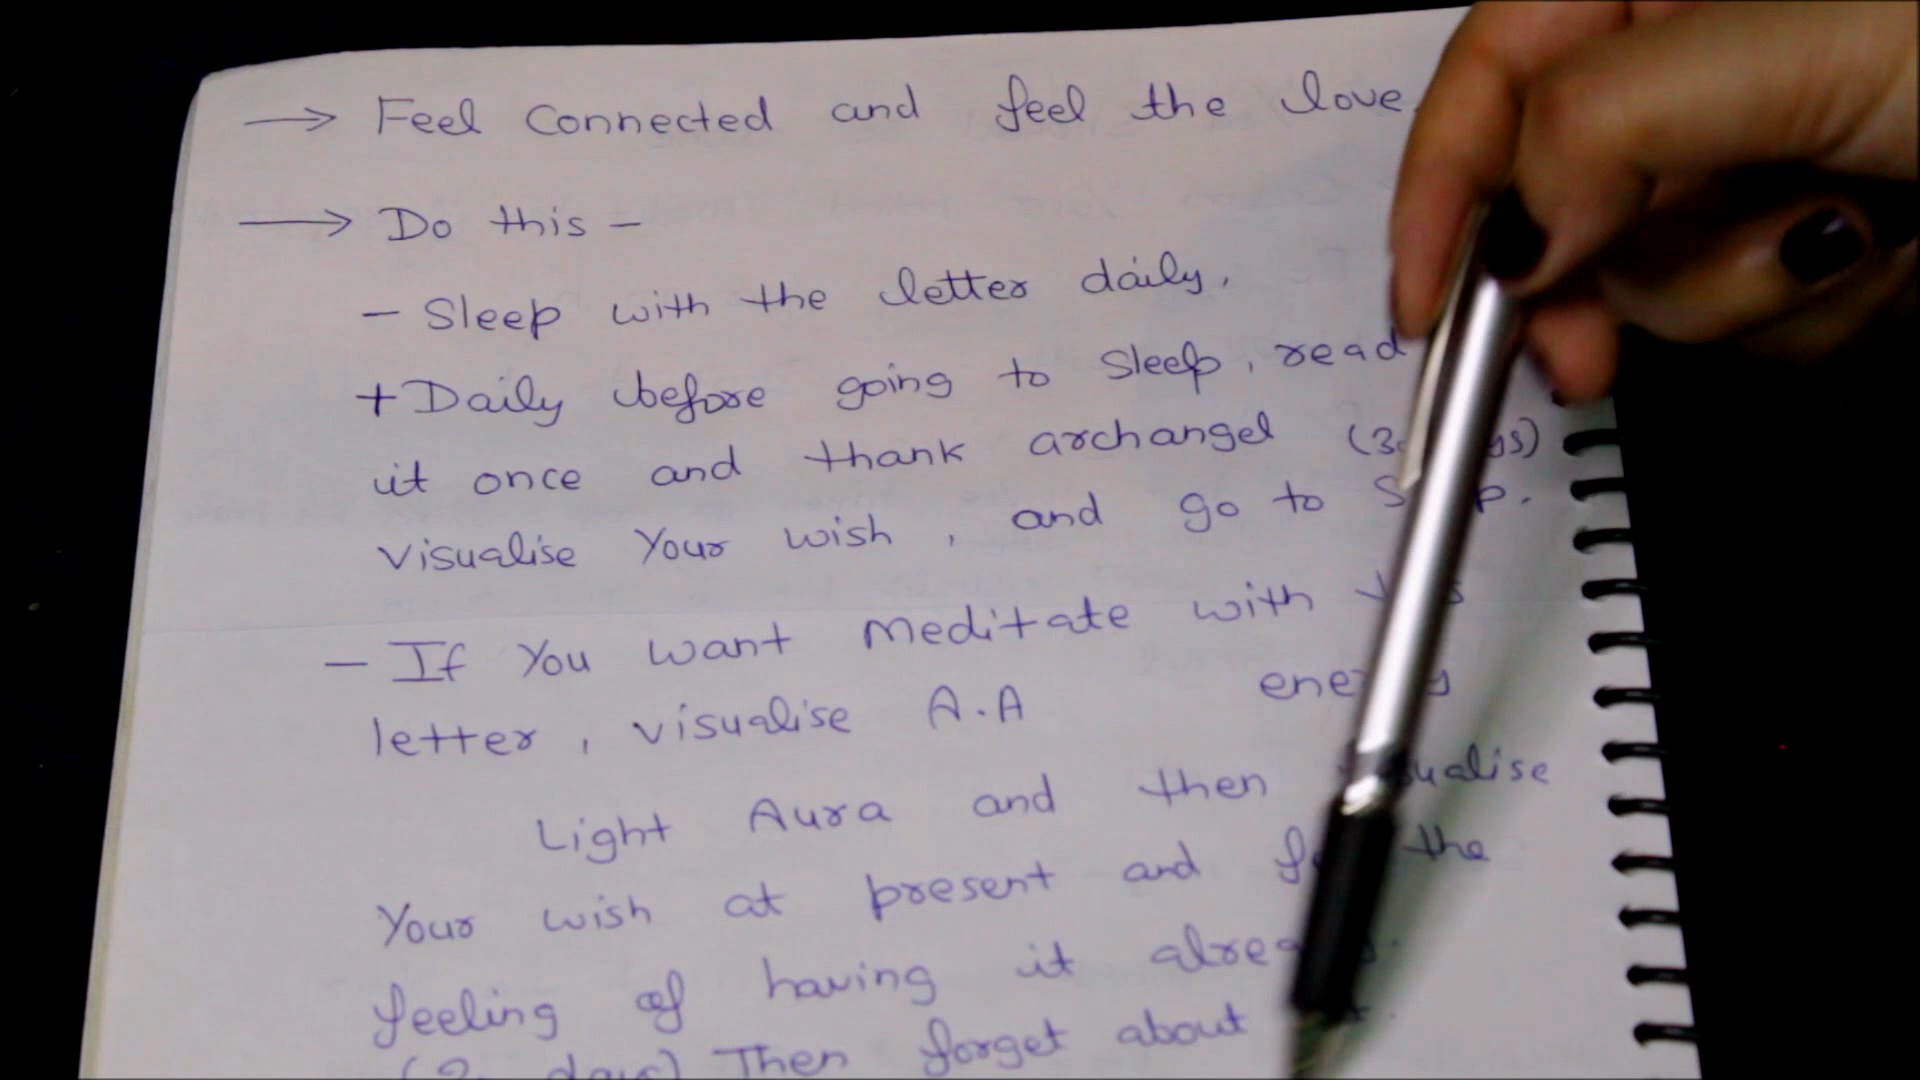 → Feel Connected and feel the love
→ Do this -
- Sleep with the letter daily,
+ Daily before going to Sleep, read
it once and thank archangel
Visualise Your wish, and go to
- If You want Meditate with
letter, visualise A.A
Light Aura and then
Your wish at present and the
feeling of having it
Then forget about